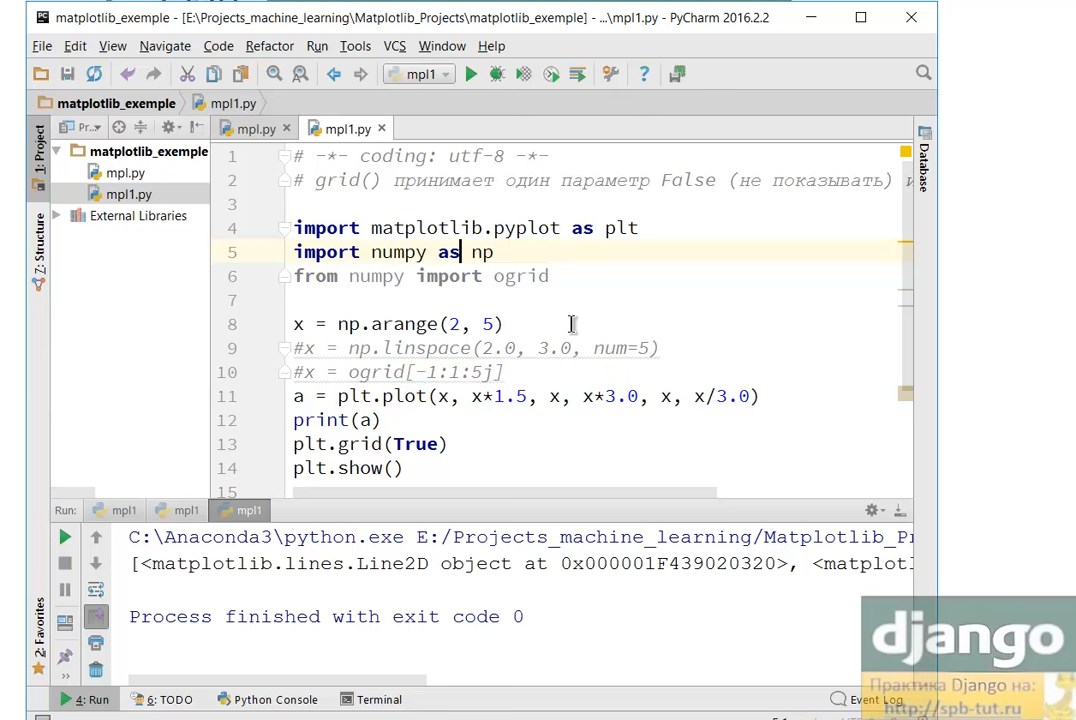 matplotlib_exemple - [E:\Projects_machine_learning\Matplotlib_Projects\matplotlib_exemple] - ...\mpl1.py - PyCharm 2016.2.2
File Edit View Navigate Code Refactor Run Tools VCS Window Help
mpl1
matplotlib_exemple mpl1.py
1: Project
Pr...
mpl.py mpl1.py
matplotlib_exemple
mpl.py
mpl1.py
External Libraries
7: Structure
2: Favorites
Database
1 # -*- coding: utf-8 -*-
2 # grid() принимает один параметр False (не показывать) и
3
4 import matplotlib.pyplot as plt
5 import numpy as np
6 from numpy import ogrid
7
8 x = np.arange(2, 5)
9 #x = np.linspace(2.0, 3.0, num=5)
10 #x = ogrid[-1:1:5j]
11 a = plt.plot(x, x*1.5, x, x*3.0, x, x/3.0)
12 print(a)
13 plt.grid(True)
14 plt.show()
15
Run: mpl1 mpl1 mpl1
C:\Anaconda3\python.exe E:/Projects_machine_learning/Matplotlib_Pr
[<matplotlib.lines.Line2D object at 0x000001F439020320>, <matplotl
Process finished with exit code 0
4: Run 6: TODO Python Console Terminal Event Log
django
Практика Django на:
http://spb-tut.ru